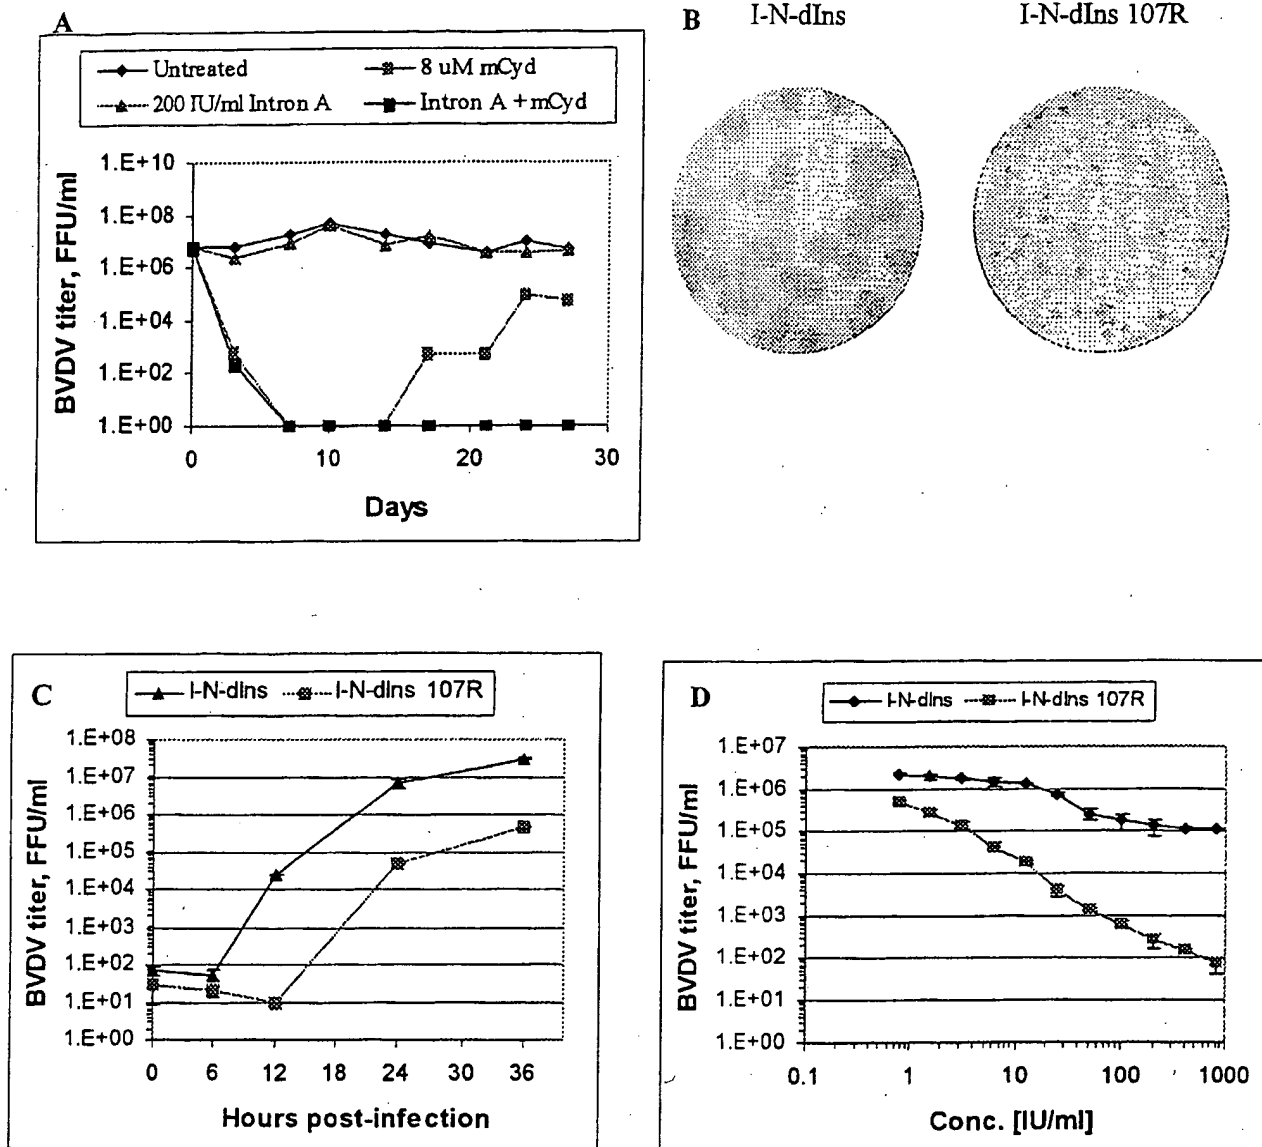 A
Untreated
8 uM mCyd
200 IU/ml Intron A
Intron A + mCyd
BVDV titer, FFU/ml
1.E+10
1.E+08
1.E+06
1.E+04
1.E+02
1.E+00
0 10 20 30
Days
B
I-N-dIns
I-N-dIns 107R
C
I-N-dIns
I-N-dIns 107R
BVDV titer, FFU/ml
1.E+08
1.E+07
1.E+06
1.E+05
1.E+04
1.E+03
1.E+02
1.E+01
1.E+00
0 6 12 18 24 30 36
Hours post-infection
D
I-N-dIns
I-N-dIns 107R
BVDV titer, FFU/ml
1.E+07
1.E+06
1.E+05
1.E+04
1.E+03
1.E+02
1.E+01
1.E+00
0.1 1 10 100 1000
Conc. [IU/ml]